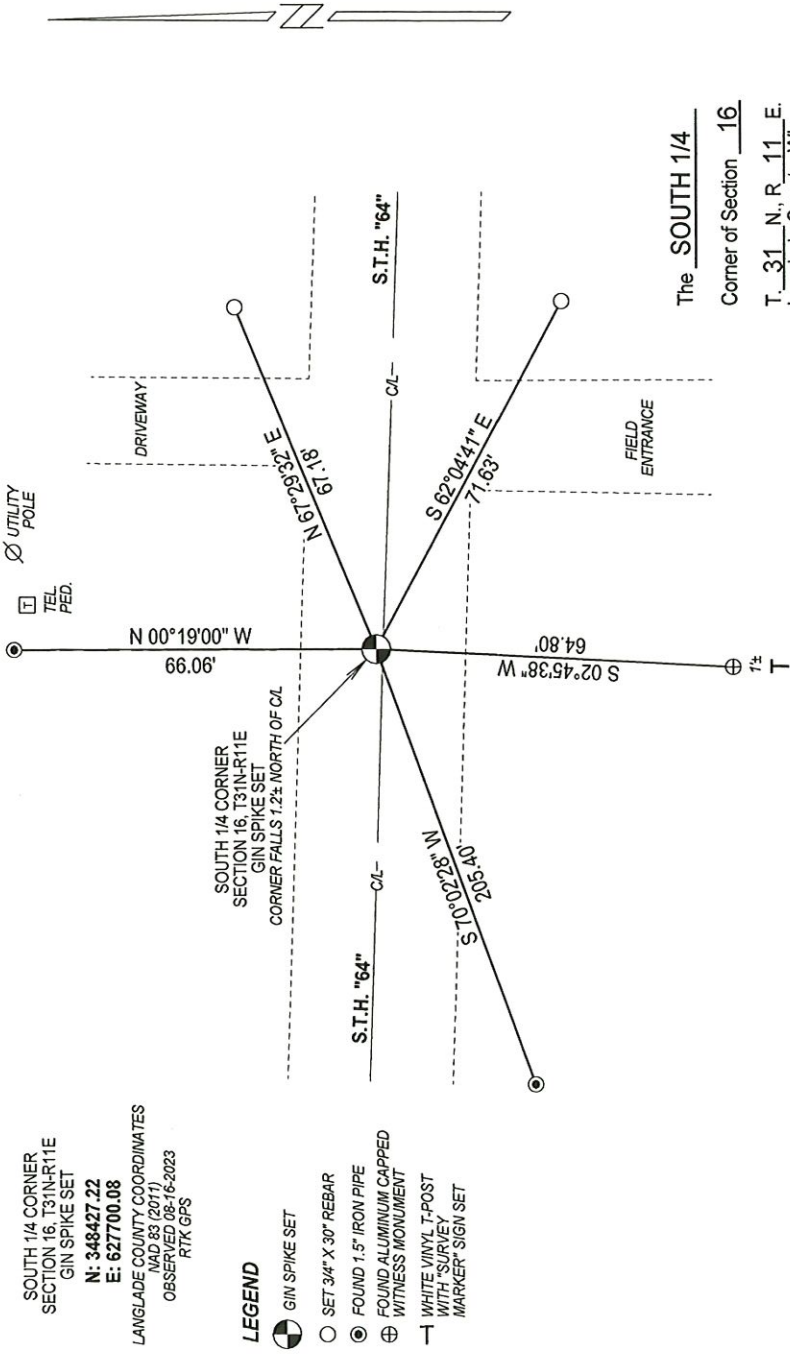 SOUTH 1/4 CORNER
SECTION 16, T31N-R11E
GIN SPIKE SET
N: 348427.22
E: 627700.08
LANGLADE COUNTY COORDINATES
NAD 83 (2011)
OBSERVED 08-16-2023
RTK GPS
LEGEND
GIN SPIKE SET
SET 3/4" X 30" REBAR
FOUND 1.5" IRON PIPE
FOUND ALUMINUM CAPPED
WITNESS MONUMENT
T WHITE VINYL T-POST
WITH "SURVEY
MARKER" SIGN SET
UTILITY
POLE
T
TEL.
PED.
N 00°19'00" W
66.06'
DRIVEWAY
N 67°29'32" E
67.18'
SOUTH 1/4 CORNER
SECTION 16, T31N-R11E
GIN SPIKE SET
CORNER FALLS 1.2'± NORTH OF C/L
S.T.H. "64"
C/L
S.T.H. "64"
C/L
S 70°02'28" W
205.40'
S 02°45'38" W
64.80'
S 62°04'41" E
71.63'
FIELD
ENTRANCE
1'±
T
The SOUTH 1/4
Corner of Section 16
T. 31 N., R 11 E.